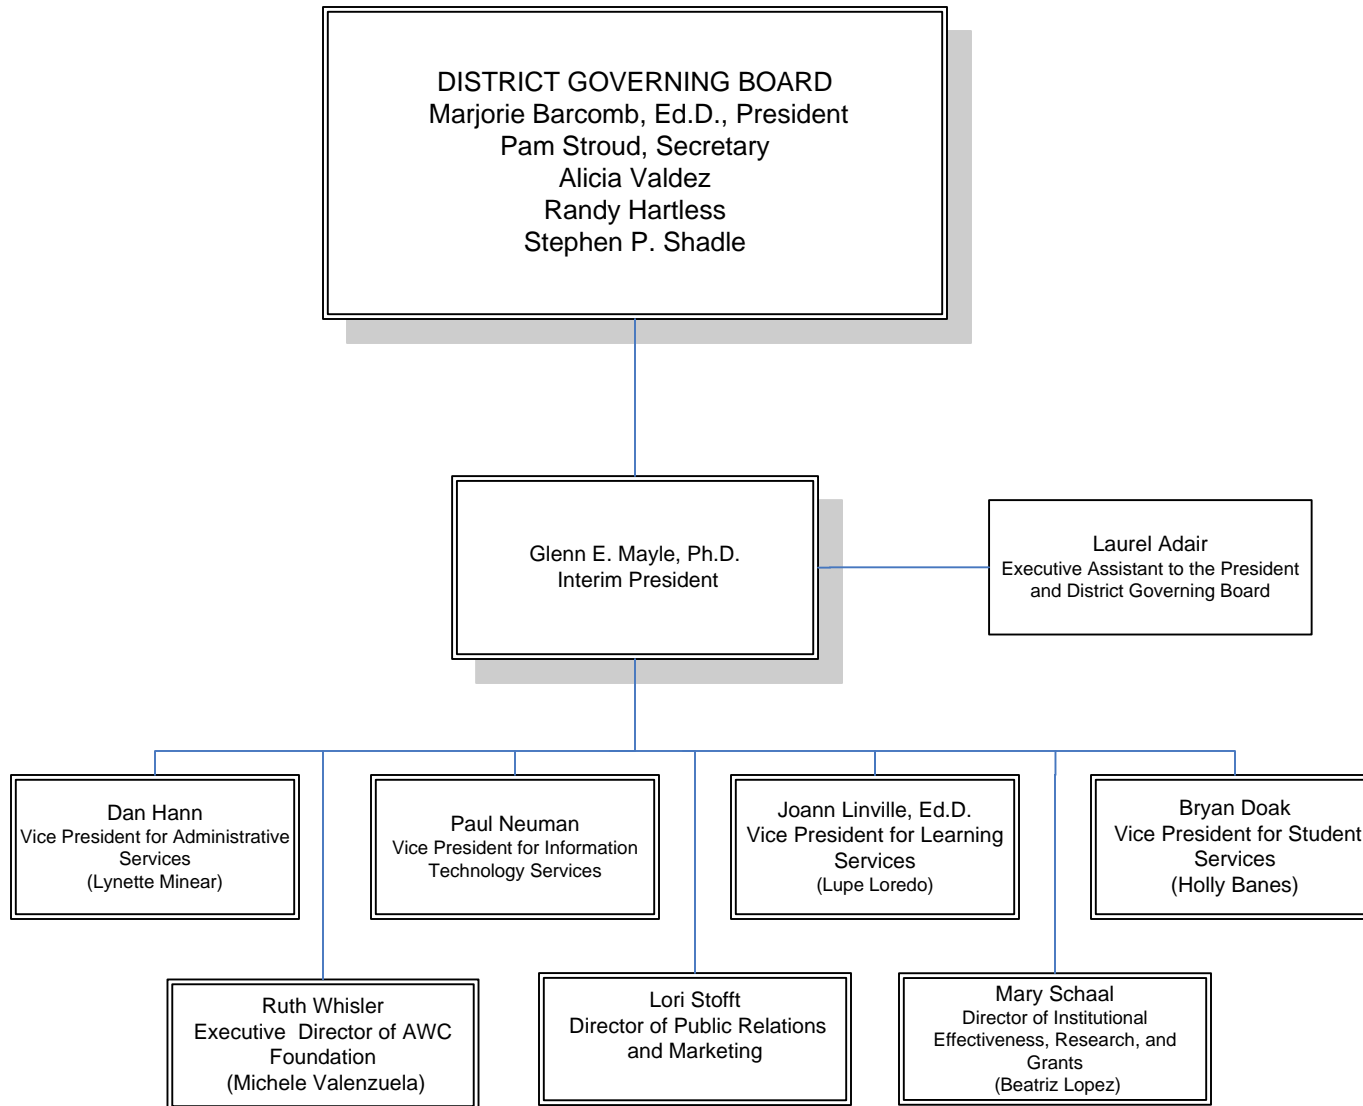 DISTRICT GOVERNING BOARD
Marjorie Barcomb, Ed.D., President
Pam Stroud, Secretary
Alicia Valdez
Randy Hartless
Stephen P. Shadle
Glenn E. Mayle, Ph.D.
Interim President
Laurel Adair
Executive Assistant to the President
and District Governing Board
Dan Hann
Vice President for Administrative
Services
(Lynette Minear)
Paul Neuman
Vice President for Information
Technology Services
Joann Linville, Ed.D.
Vice President for Learning
Services
(Lupe Loredo)
Bryan Doak
Vice President for Student
Services
(Holly Banes)
Ruth Whisler
Executive Director of AWC
Foundation
(Michele Valenzuela)
Lori Stofft
Director of Public Relations
and Marketing
Mary Schaal
Director of Institutional
Effectiveness, Research, and
Grants
(Beatriz Lopez)